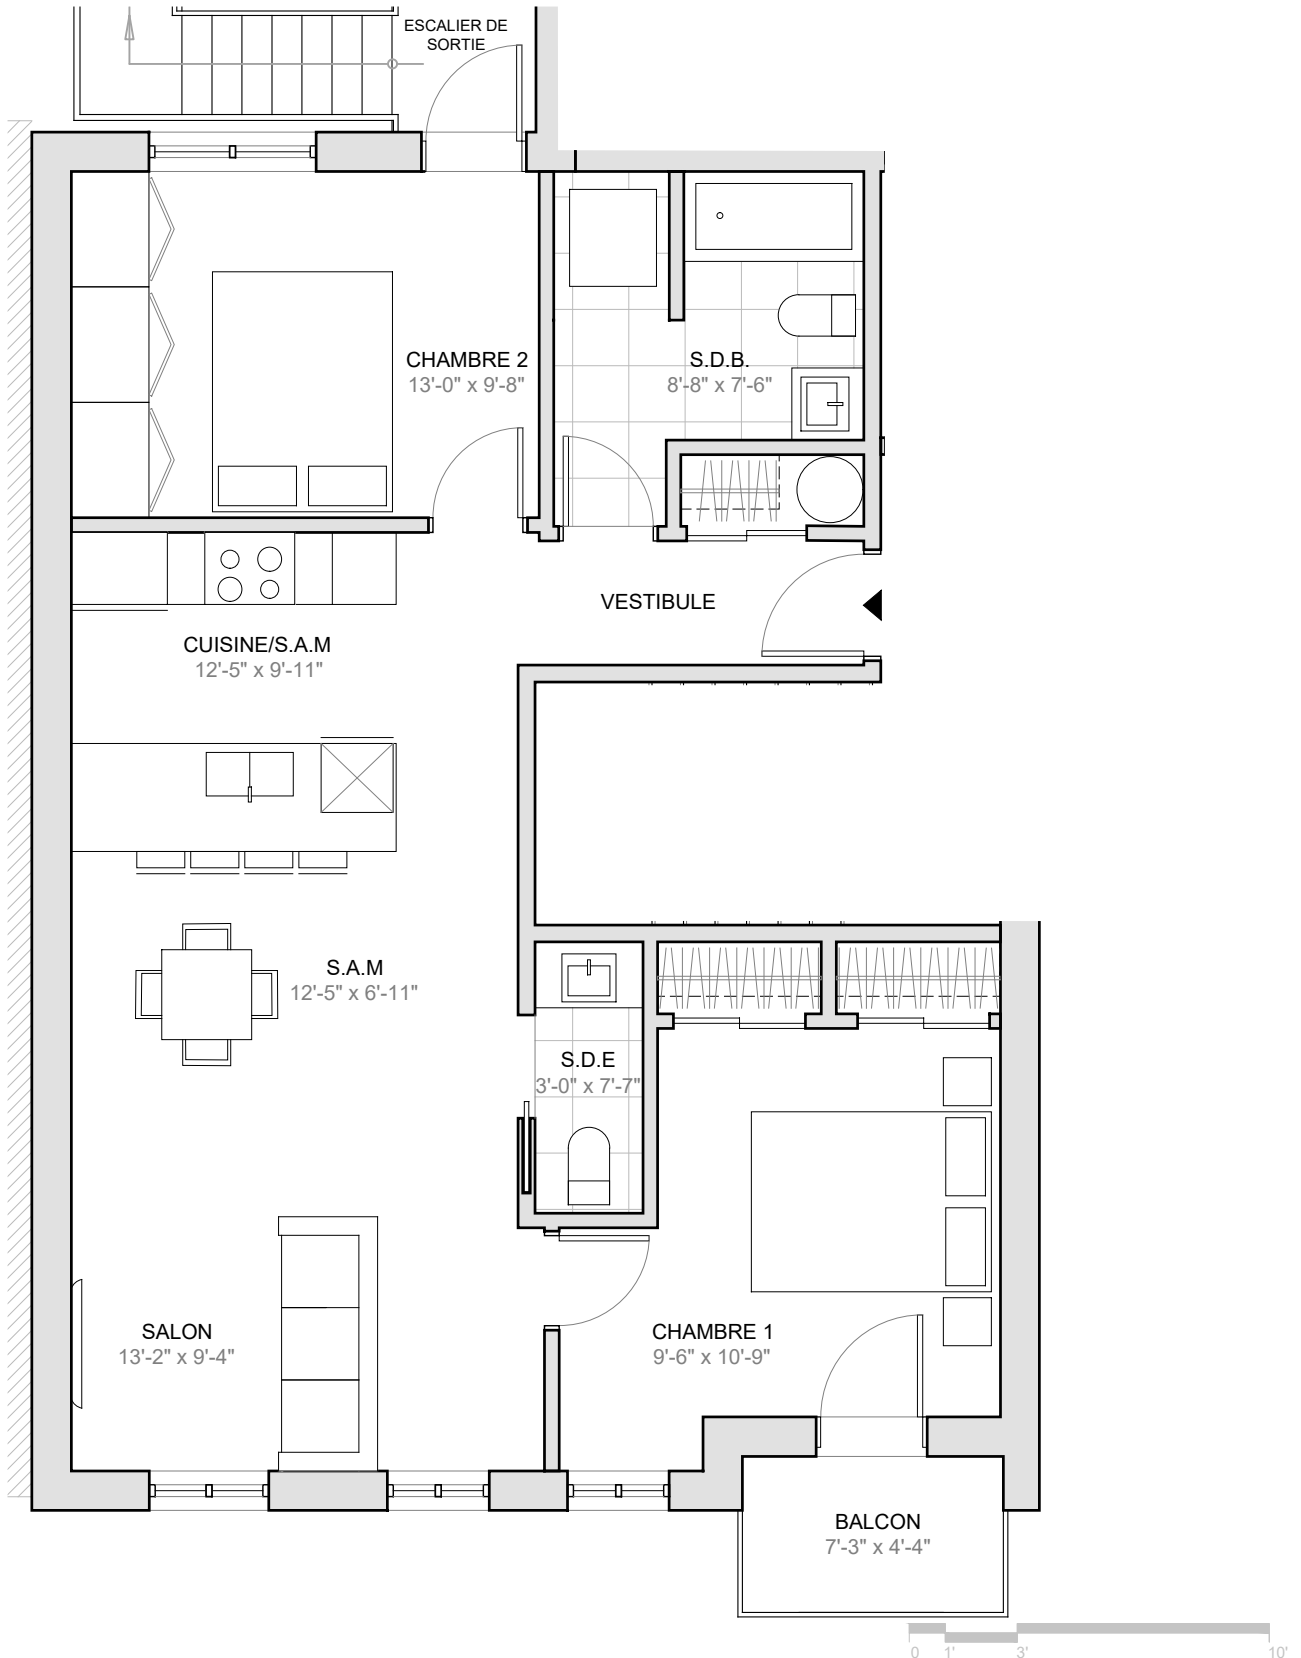 ESCALIER DE
SORTIE
CHAMBRE 2
13'-0" x 9'-8"
S.D.B.
8'-8" x 7'-6"
VESTIBULE
CUISINE/S.A.M
12'-5" x 9'-11"
S.A.M
12'-5" x 6'-11"
S.D.E
3'-0" x 7'-7"
SALON
13'-2" x 9'-4"
CHAMBRE 1
9'-6" x 10'-9"
BALCON
7'-3" x 4'-4"
0 1' 3' 10'